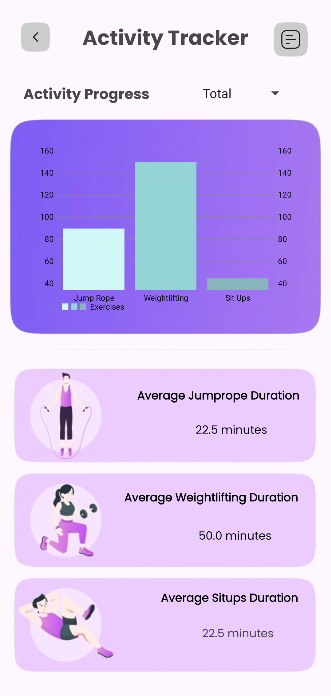 Activity Tracker
Activity Progress
Total
160 160
140 140
120 120
100 100
80 80
60 60
40 40
Jump Rope Weightlifting Sit Ups
Exercises
Average Jumprope Duration
22.5 minutes
Average Weightlifting Duration
50.0 minutes
Average Situps Duration
22.5 minutes